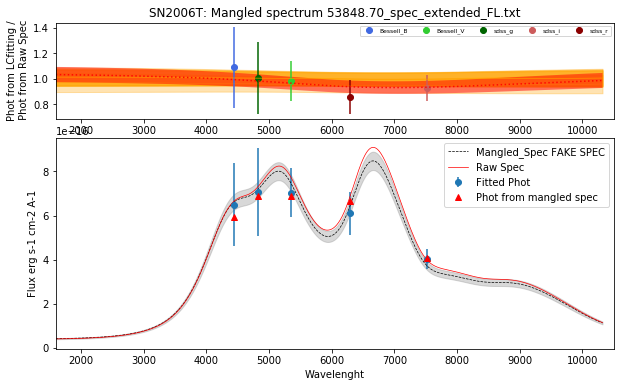 SN2006T: Mangled spectrum 53848.70_spec_extended_FL.txt
Phot from LCfitting /
Phot from Raw Spec
1.4
1.2
1.0
0.8
Bessell_B
Bessell_V
sdss_g
sdss_i
sdss_r
2000 3000 4000 5000 6000 7000 8000 9000 10000
Flux erg s-1 cm-2 A-1
8
6
4
2
0
Mangled_Spec FAKE SPEC
Raw Spec
Fitted Phot
Phot from mangled spec
2000 3000 4000 5000 6000 7000 8000 9000 10000
Wavelenght